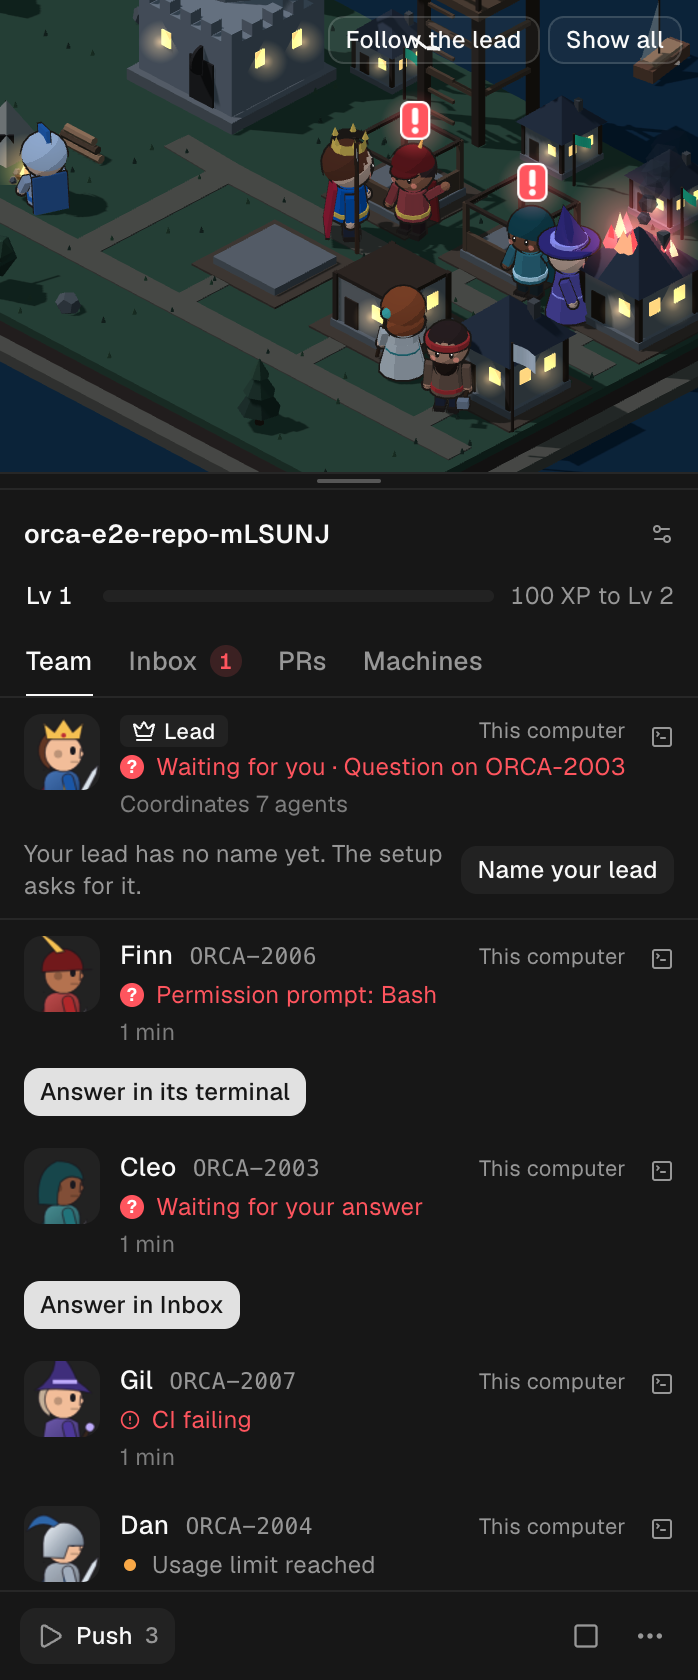 Follow the lead
Show all
orca-e2e-repo-mLSUNJ
Lv 1
100 XP to Lv 2
Team
Inbox 1
PRs
Machines
Lead
This computer
Waiting for you · Question on ORCA-2003
Coordinates 7 agents
Your lead has no name yet. The setup
asks for it.
Name your lead
Finn ORCA-2006
This computer
Permission prompt: Bash
1 min
Answer in its terminal
Cleo ORCA-2003
This computer
Waiting for your answer
1 min
Answer in Inbox
Gil ORCA-2007
This computer
CI failing
1 min
Dan ORCA-2004
This computer
Usage limit reached
Push 3